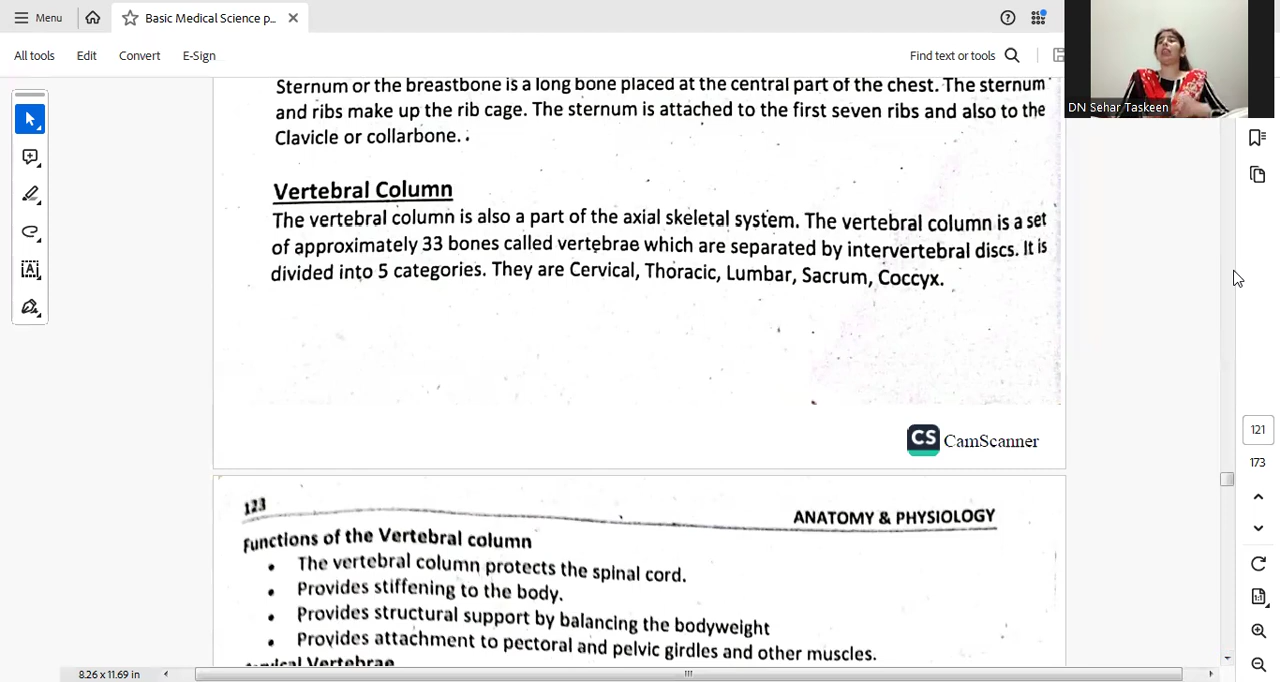 Menu
Basic Medical Science p...
All tools Edit Convert E-Sign
Find text or tools
DN Sehar Taskeen
Sternum or the breastbone is a long bone placed at the central part of the chest. The sternum
and ribs make up the rib cage. The sternum is attached to the first seven ribs and also to the
Clavicle or collarbone.
Vertebral Column
The vertebral column is also a part of the axial skeletal system. The vertebral column is a set
of approximately 33 bones called vertebrae which are separated by intervertebral discs. It is
divided into 5 categories. They are Cervical, Thoracic, Lumbar, Sacrum, Coccyx.
CS CamScanner
121
173
123
ANATOMY & PHYSIOLOGY
Functions of the Vertebral column
• The vertebral column protects the spinal cord.
• Provides stiffening to the body.
• Provides structural support by balancing the bodyweight
• Provides attachment to pectoral and pelvic girdles and other muscles.
Vertebrae
8.26 x 11.69 in